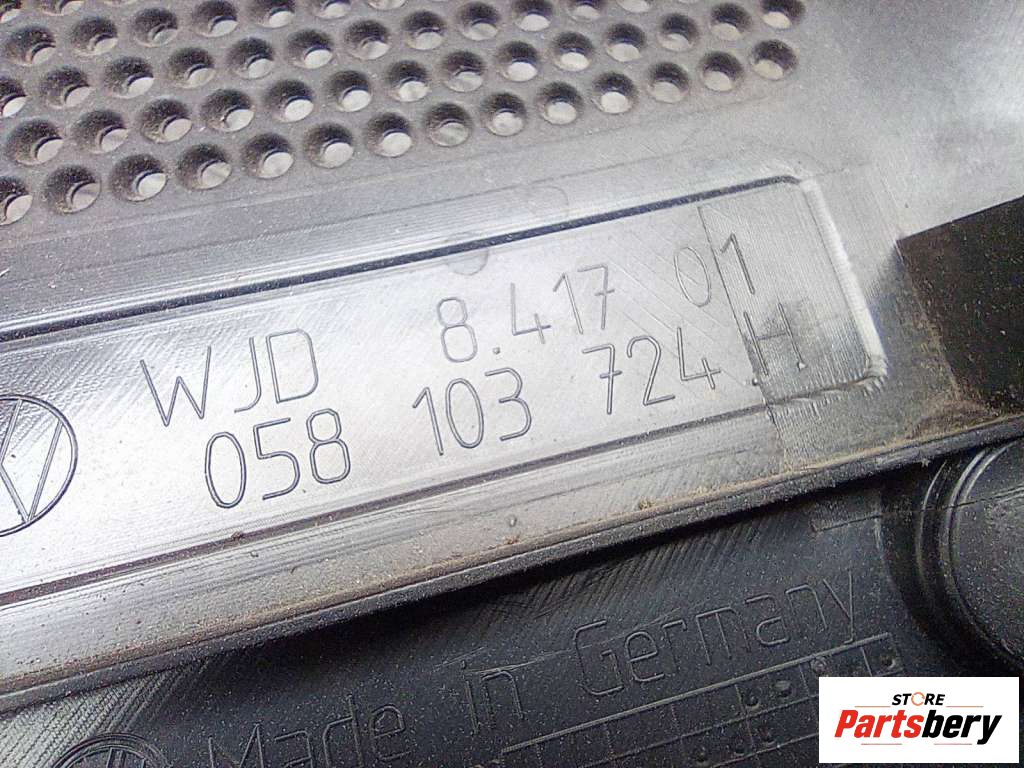 WJD 8.417 01
058 103 724 H
Made in Germany
STORE
Partsbery